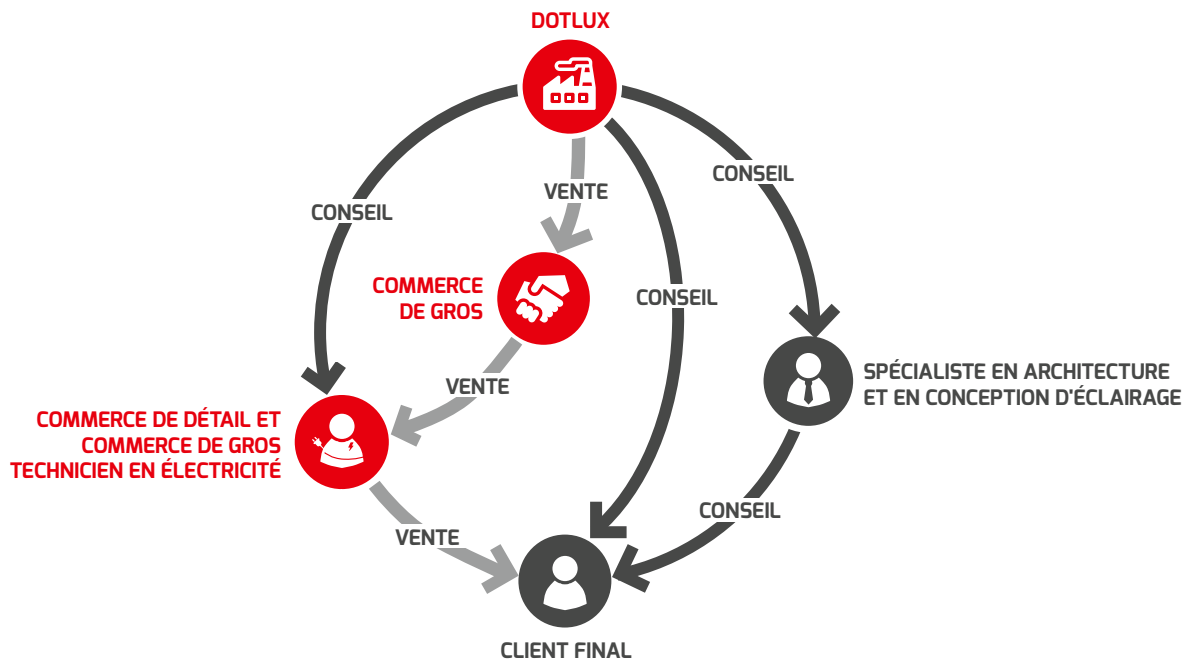 DOTLUX
CONSEIL
VENTE
CONSEIL
COMMERCE
DE GROS
CONSEIL
VENTE
SPÉCIALISTE EN ARCHITECTURE
ET EN CONCEPTION D'ÉCLAIRAGE
COMMERCE DE DÉTAIL ET
COMMERCE DE GROS
TECHNICIEN EN ÉLECTRICITÉ
CONSEIL
VENTE
CLIENT FINAL